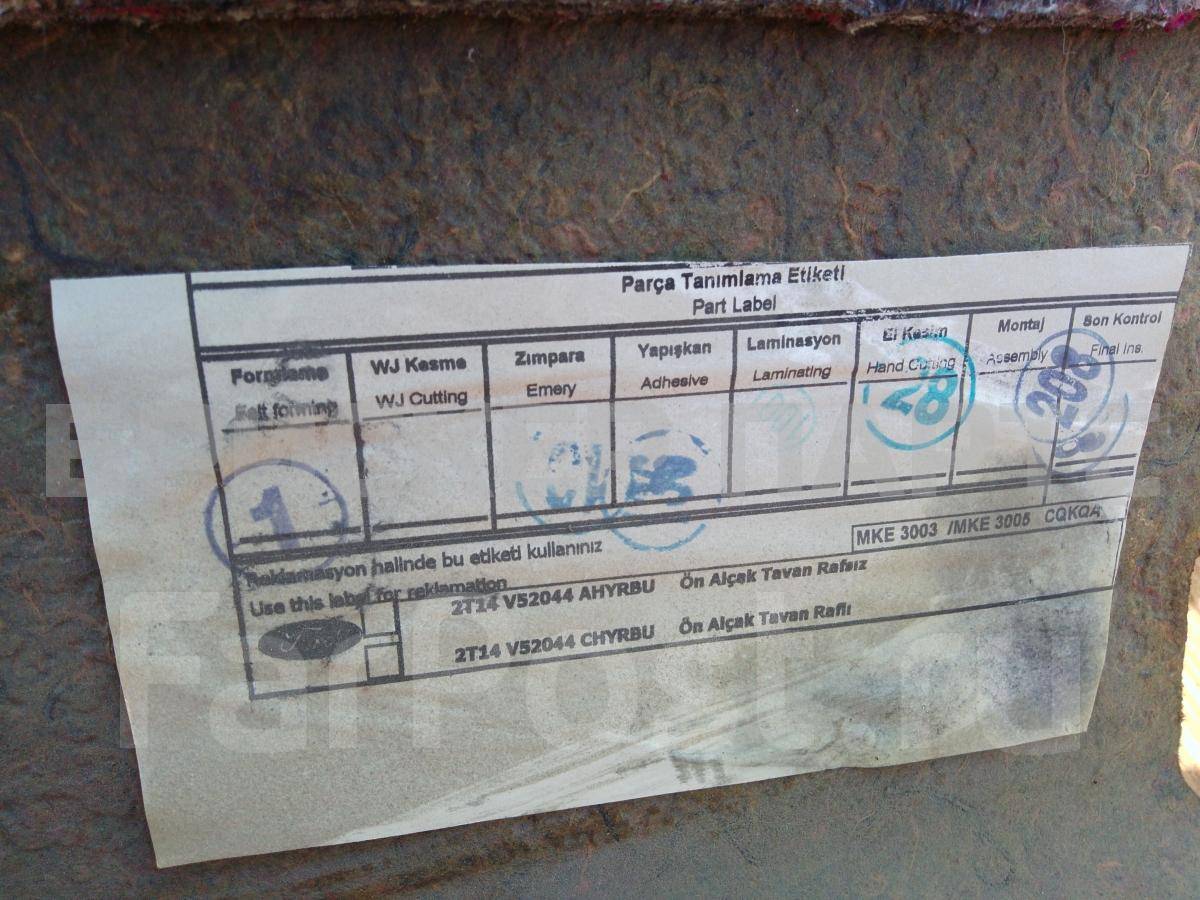 Parça Tanımlama Etiketi
Part Label
Formlama WJ Kesme Zımpara Yapışkan Laminasyon El Kesim Montaj Son Kontrol
Felt forming WJ Cutting Emery Adhesive Laminating Hand Cutting Assembly Final Ins.
1 28 208
Reklamasyon halinde bu etiketi kullanınız
MKE 3003 /MKE 3005 CQKQA
Use this label for reklamation
2T14 V52044 AHYRBU Ön Alçak Tavan Rafsız
2T14 V52044 CHYRBU Ön Alçak Tavan Raflı
FarPost.ru